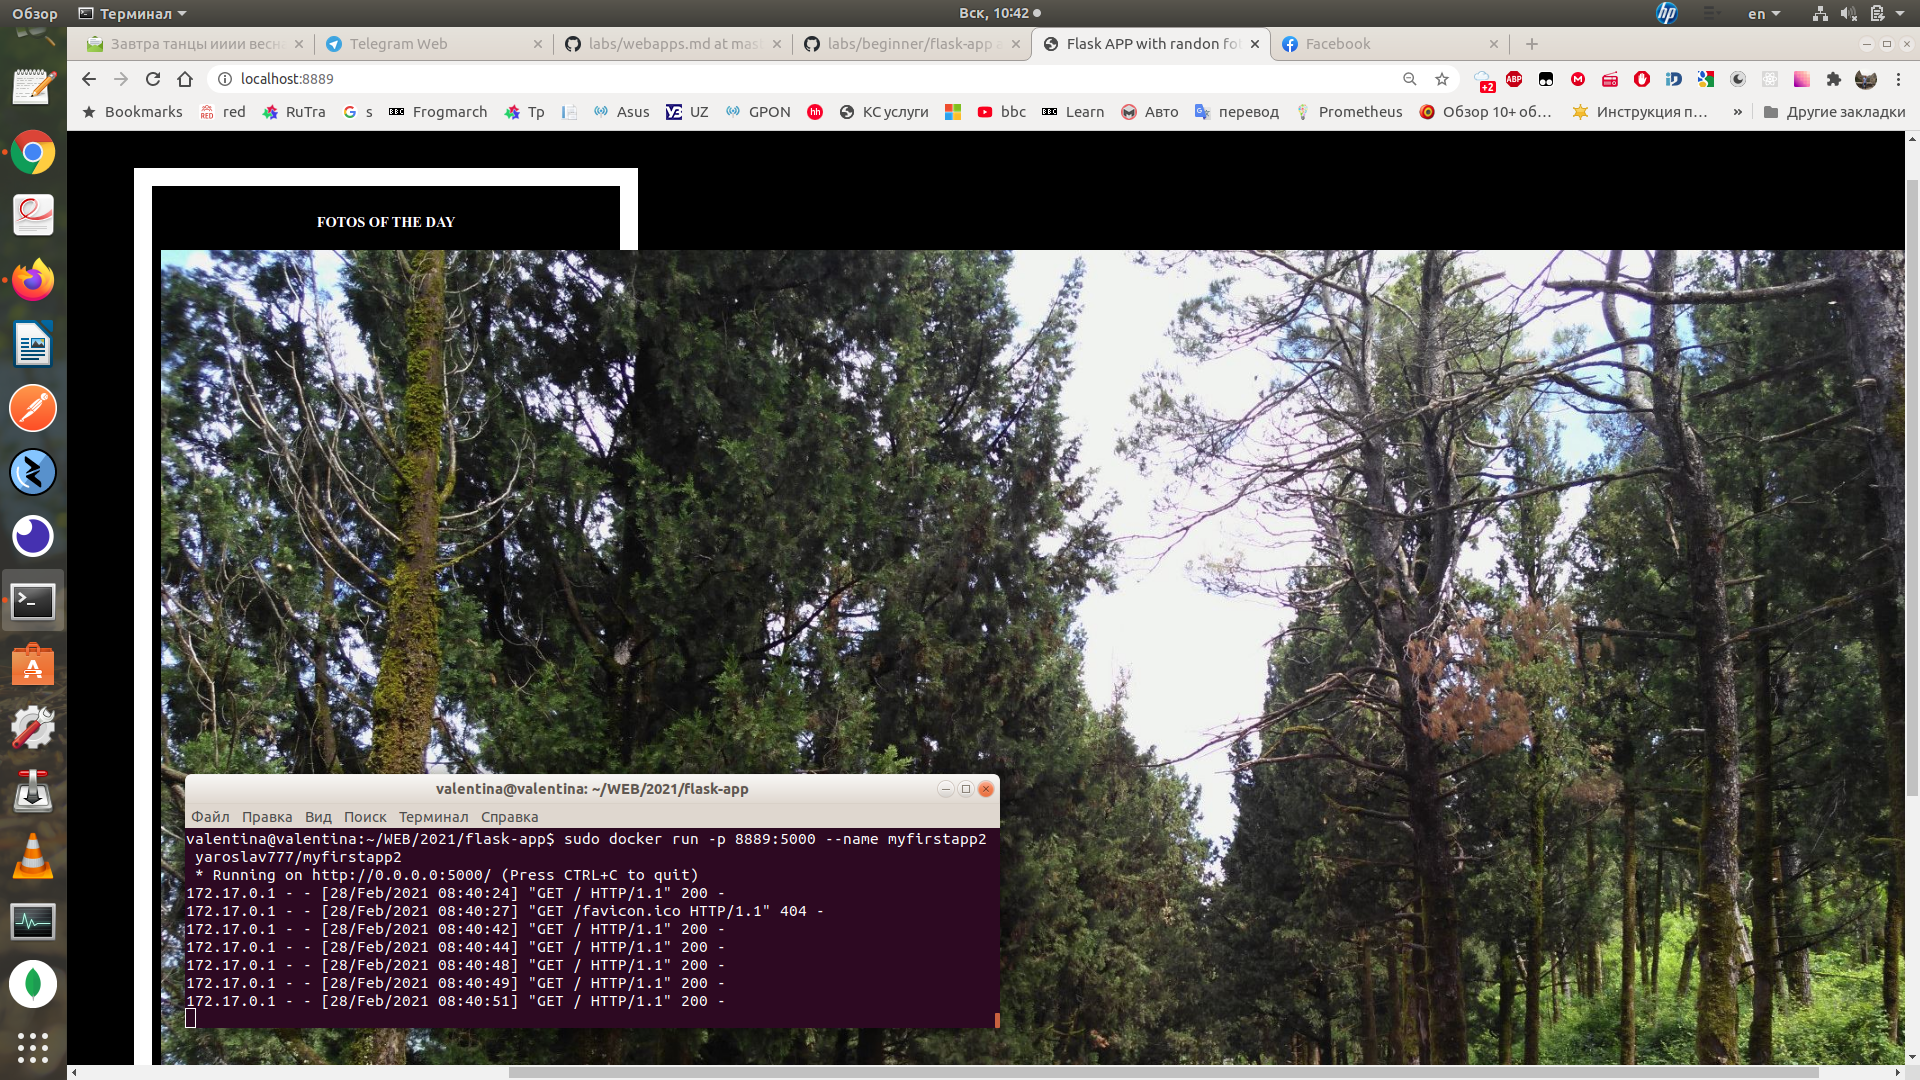 Обзор Терминал Вск, 10:42 en
Завтра танцы ииии весн Telegram Web labs/webapps.md at mas labs/beginner/flask-app a Flask APP with randon fo Facebook
localhost:8889 +2 ABP
Bookmarks red RuTra s Frogmarch Tp Asus UZ GPON hh КС услуги bbc Learn Авто перевод Prometheus Обзор 10+ об... Инструкция п... » Другие закладки
FOTOS OF THE DAY
valentina@valentina: ~/WEB/2021/flask-app
Файл Правка Вид Поиск Терминал Справка
valentina@valentina:~/WEB/2021/flask-app$ sudo docker run -p 8889:5000 --name myfirstapp2
yaroslav777/myfirstapp2
* Running on http://0.0.0.0:5000/ (Press CTRL+C to quit)
172.17.0.1 - - [28/Feb/2021 08:40:24] "GET / HTTP/1.1" 200 -
172.17.0.1 - - [28/Feb/2021 08:40:27] "GET /favicon.ico HTTP/1.1" 404 -
172.17.0.1 - - [28/Feb/2021 08:40:42] "GET / HTTP/1.1" 200 -
172.17.0.1 - - [28/Feb/2021 08:40:44] "GET / HTTP/1.1" 200 -
172.17.0.1 - - [28/Feb/2021 08:40:48] "GET / HTTP/1.1" 200 -
172.17.0.1 - - [28/Feb/2021 08:40:49] "GET / HTTP/1.1" 200 -
172.17.0.1 - - [28/Feb/2021 08:40:51] "GET / HTTP/1.1" 200 -